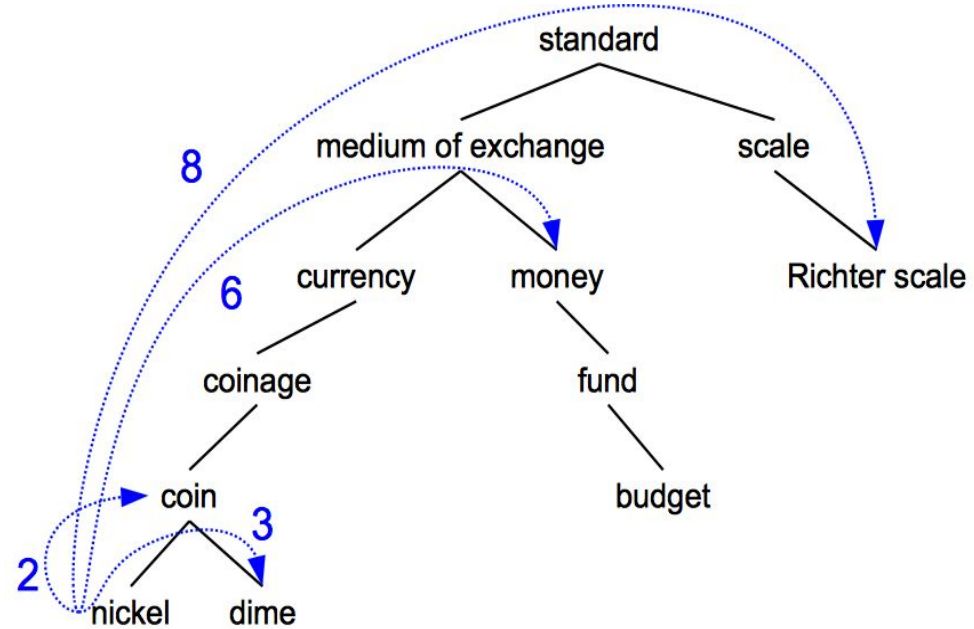 standard
medium of exchange
scale
8
6
currency
money
Richter scale
coinage
fund
coin
budget
3
2
nickel
dime